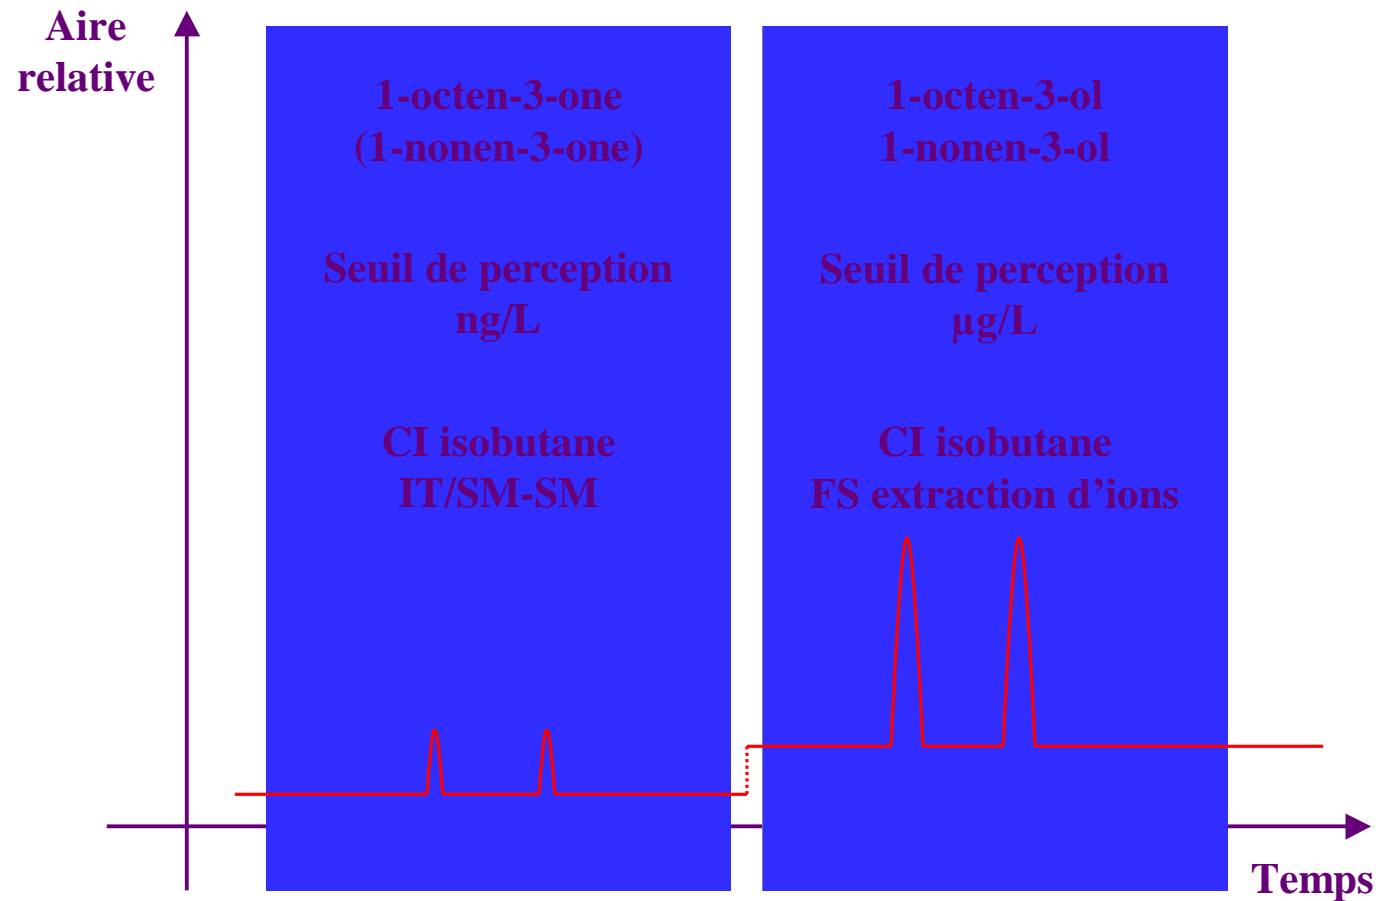 Aire
relative
1-octen-3-one
(1-nonen-3-one)
Seuil de perception
ng/L
CI isobutane
IT/SM-SM
1-octen-3-ol
1-nonen-3-ol
Seuil de perception
µg/L
CI isobutane
FS extraction d’ions
Temps